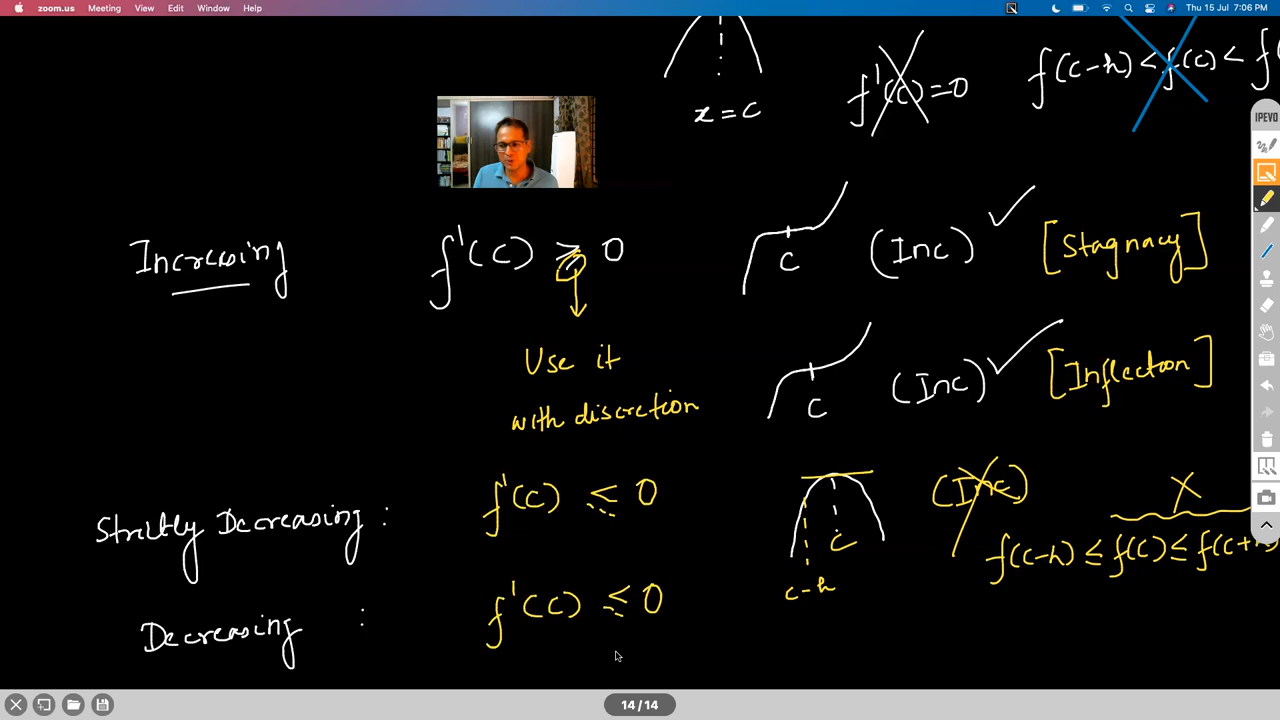 zoom.us Meeting View Edit Window Help Thu 15 Jul 7:06 PM
f(c-h) < f(c) < f
f'(c) = 0
x = c
IPEVO
Increasing f'(c) ≥ 0 c (Inc) ✓ [Stagnacy]
Use it
with discretion
c (Inc) ✓ [Inflection]
Strictly Decreasing : f'(c) ≤ 0 c (Inc) X
f(c-h) ≤ f(c) ≤ f(c+h)
c-h
Decreasing : f'(c) ≤ 0
14 / 14